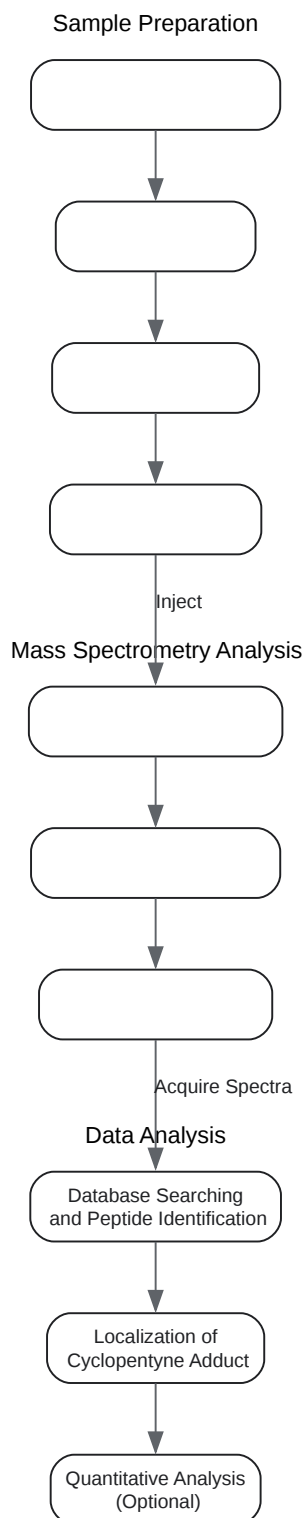 Sample Preparation
Inject
Mass Spectrometry Analysis
Acquire Spectra
Data Analysis
Database Searching
and Peptide Identification
Localization of
Cyclopentyne Adduct
Quantitative Analysis
(Optional)